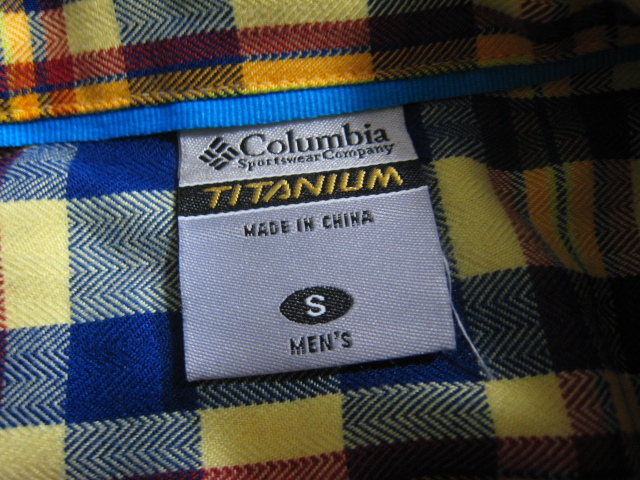 Columbia
Sportswear Company
TITANIUM
MADE IN CHINA
S
MEN'S